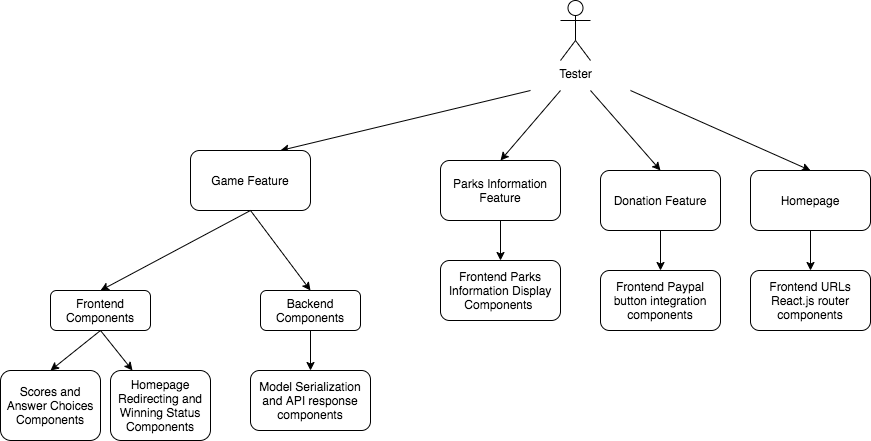 Tester
Game Feature
Parks Information
Feature
Donation Feature
Homepage
Frontend
Components
Backend
Components
Frontend Parks
Information Display
Components
Frontend Paypal
button integration
components
Frontend URLs
React.js router
components
Scores and
Answer Choices
Components
Homepage
Redirecting and
Winning Status
Components
Model Serialization
and API response
components